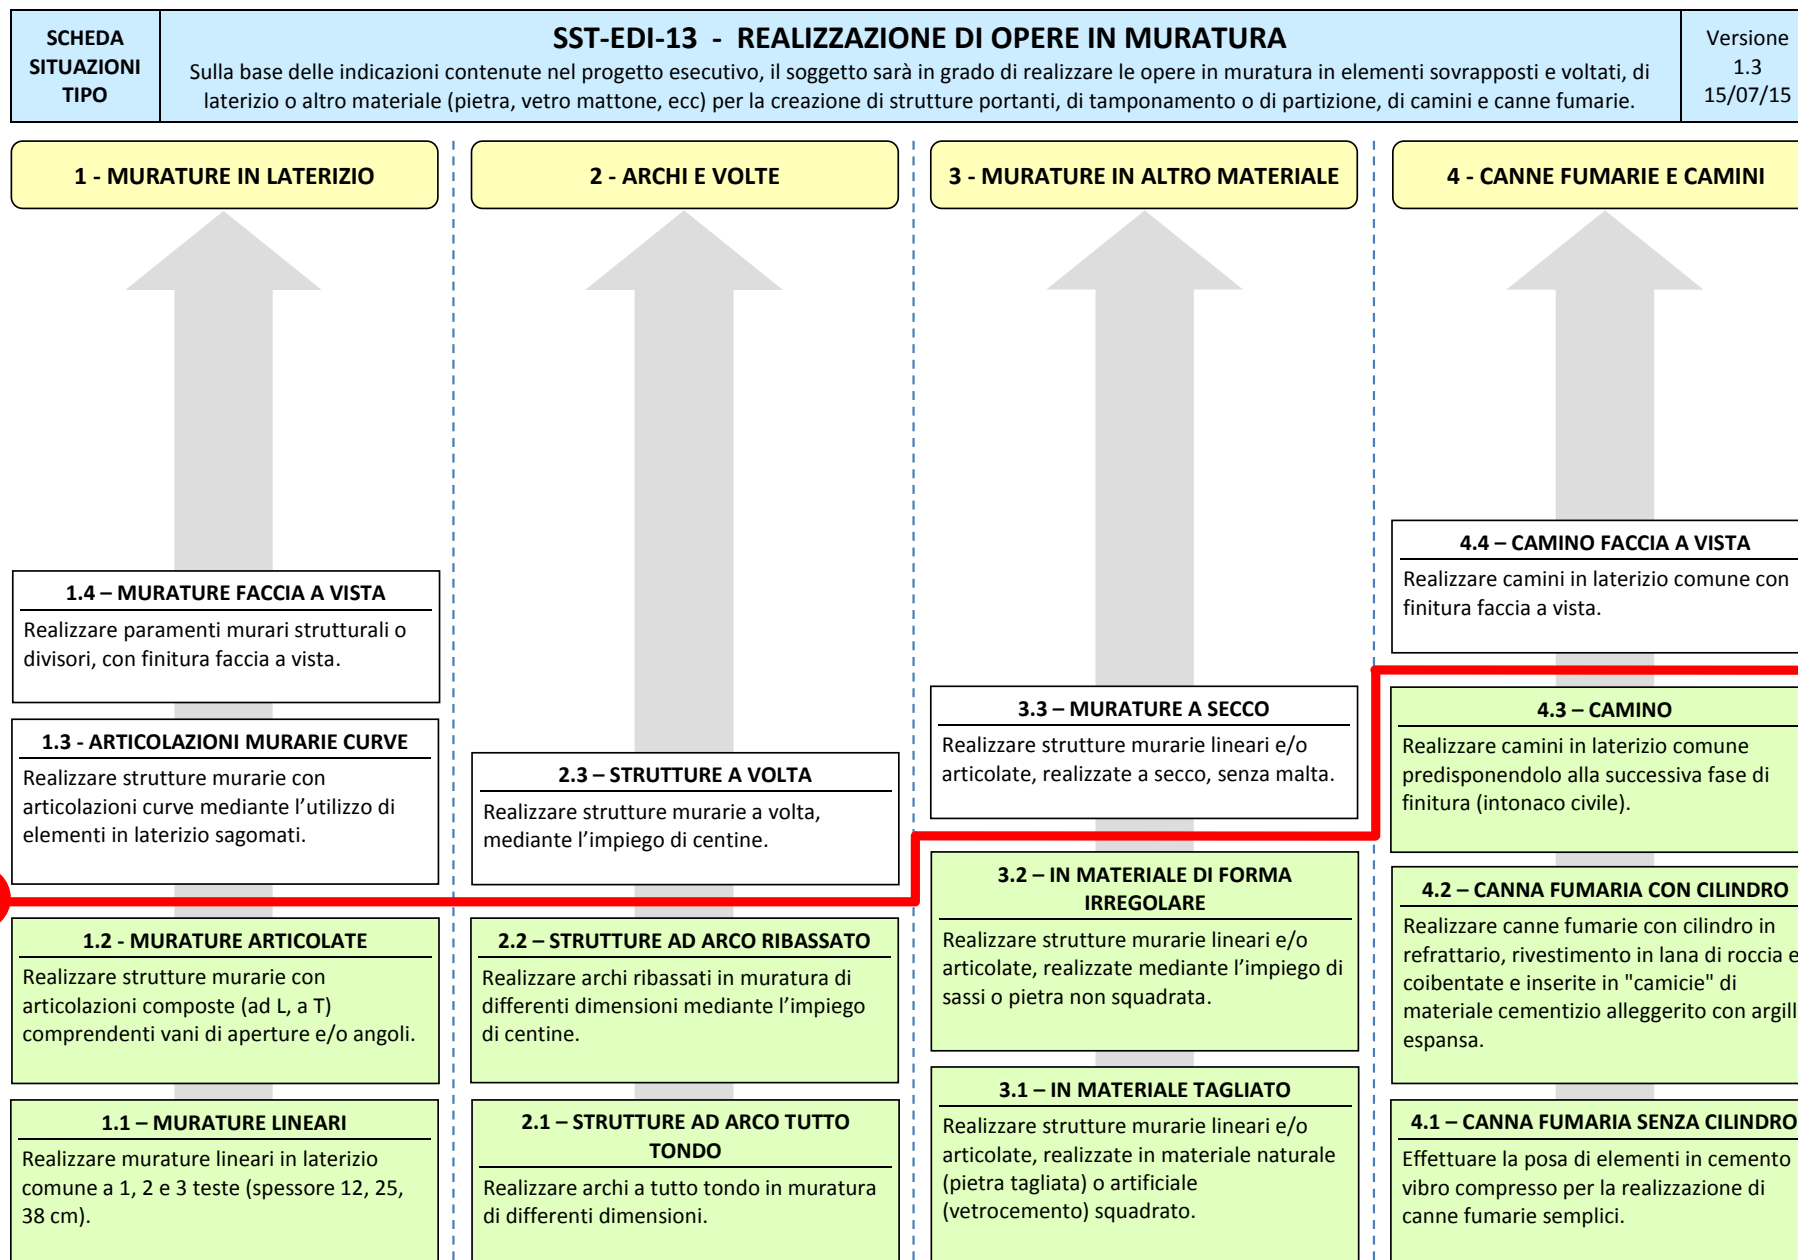 SCHEDA
SITUAZIONI
TIPO
SST-EDI-13 - REALIZZAZIONE DI OPERE IN MURATURA
Sulla base delle indicazioni contenute nel progetto esecutivo, il soggetto sarà in grado di realizzare le opere in muratura in elementi sovrapposti e voltati, di
laterizio o altro materiale (pietra, vetro mattone, ecc) per la creazione di strutture portanti, di tamponamento o di partizione, di camini e canne fumarie.
Versione
1.3
15/07/15
1 - MURATURE IN LATERIZIO
1.4 – MURATURE FACCIA A VISTA
Realizzare paramenti murari strutturali o
divisori, con finitura faccia a vista.
1.3 - ARTICOLAZIONI MURARIE CURVE
Realizzare strutture murarie con
articolazioni curve mediante l’utilizzo di
elementi in laterizio sagomati.
1.2 - MURATURE ARTICOLATE
Realizzare strutture murarie con
articolazioni composte (ad L, a T)
comprendenti vani di aperture e/o angoli.
1.1 – MURATURE LINEARI
Realizzare murature lineari in laterizio
comune a 1, 2 e 3 teste (spessore 12, 25,
38 cm).
2 - ARCHI E VOLTE
2.3 – STRUTTURE A VOLTA
Realizzare strutture murarie a volta,
mediante l’impiego di centine.
2.2 – STRUTTURE AD ARCO RIBASSATO
Realizzare archi ribassati in muratura di
differenti dimensioni mediante l’impiego
di centine.
2.1 – STRUTTURE AD ARCO TUTTO
TONDO
Realizzare archi a tutto tondo in muratura
di differenti dimensioni.
3 - MURATURE IN ALTRO MATERIALE
3.3 – MURATURE A SECCO
Realizzare strutture murarie lineari e/o
articolate, realizzate a secco, senza malta.
3.2 – IN MATERIALE DI FORMA
IRREGOLARE
Realizzare strutture murarie lineari e/o
articolate, realizzate mediante l’impiego di
sassi o pietra non squadrata.
3.1 – IN MATERIALE TAGLIATO
Realizzare strutture murarie lineari e/o
articolate, realizzate in materiale naturale
(pietra tagliata) o artificiale
(vetrocemento) squadrato.
4 - CANNE FUMARIE E CAMINI
4.4 – CAMINO FACCIA A VISTA
Realizzare camini in laterizio comune con
finitura faccia a vista.
4.3 – CAMINO
Realizzare camini in laterizio comune
predisponendolo alla successiva fase di
finitura (intonaco civile).
4.2 – CANNA FUMARIA CON CILINDRO
Realizzare canne fumarie con cilindro in
refrattario, rivestimento in lana di roccia e
coibentate e inserite in "camicie" di
materiale cementizio alleggerito con argill
espansa.
4.1 – CANNA FUMARIA SENZA CILINDRO
Effettuare la posa di elementi in cemento
vibro compresso per la realizzazione di
canne fumarie semplici.